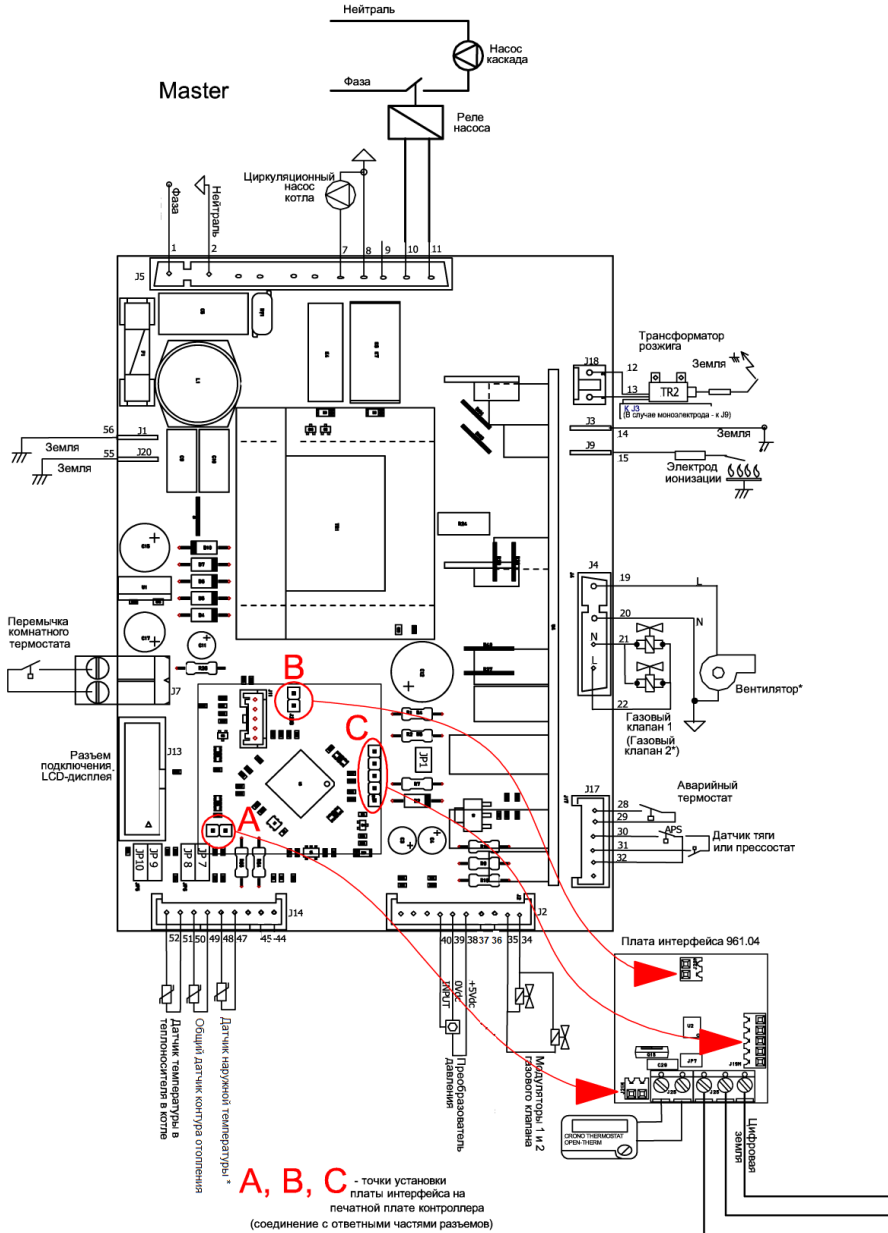 Нейтраль
Насос
каскада
Фаза
Master
Реле
насоса
Циркуляционный
насос
котла
Фаза
Нейтраль
1
2
7
8
9
10
11
J5
Трансформатор
розжига
Земля
J18
12
13
TR2
К J3
(В случае моноэлектрода - к J9)
J3
14
Земля
J9
15
Электрод
ионизации
56
J1
Земля
55
J20
Земля
J4
19
L
20
N
N
21
L
22
Вентилятор*
Газовый
клапан 1
(Газовый
клапан 2*)
Перемычка
комнатного
термостата
J7
B
C
A
JP1
Разъем
подключения
LCD-дисплея
J13
J17
28
29
30
31
32
APS
Аварийный
термостат
Датчик тяги
или прессостат
JP10
JP9
JP8
JP7
J14
J2
52
51
50
49
48
47
45
44
40
39
38
37
36
35
34
INPUT
0Vdc
+5Vdc
Датчик температуры в
теплоносителя в котле
Общий датчик контура отопления
Датчик наружной температуры *
Преобразователь
давления
Модуляторы 1 и 2
газового клапана
Плата интерфейса 961.04
U2
JP7
C26
CRONO THERMOSTAT
OPEN-THERM
Цифровая
земля
A, B, C - точки установки
платы интерфейса на
печатной плате контроллера
(соединение с ответными частями разъемов)